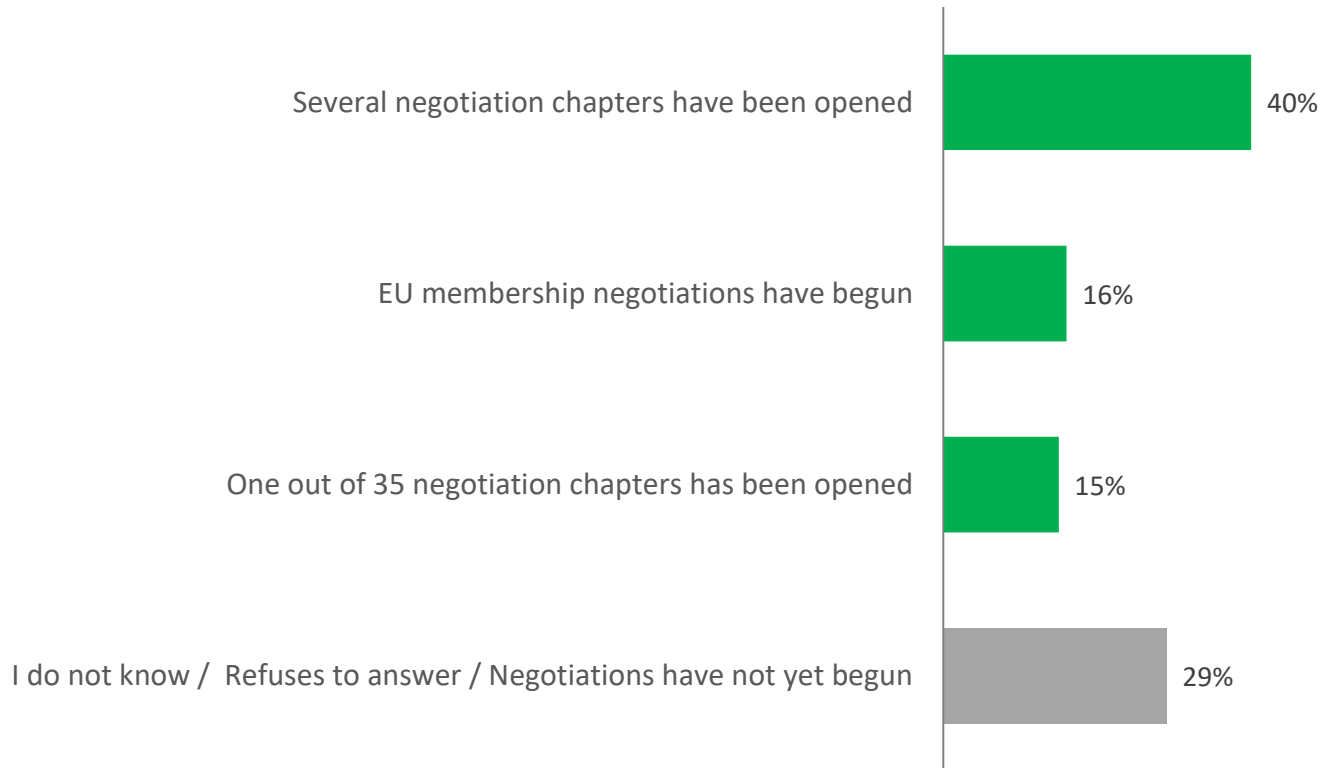 Several negotiation chapters have been opened 40%
EU membership negotiations have begun 16%
One out of 35 negotiation chapters has been opened 15%
I do not know /  Refuses to answer / Negotiations have not yet begun 29%